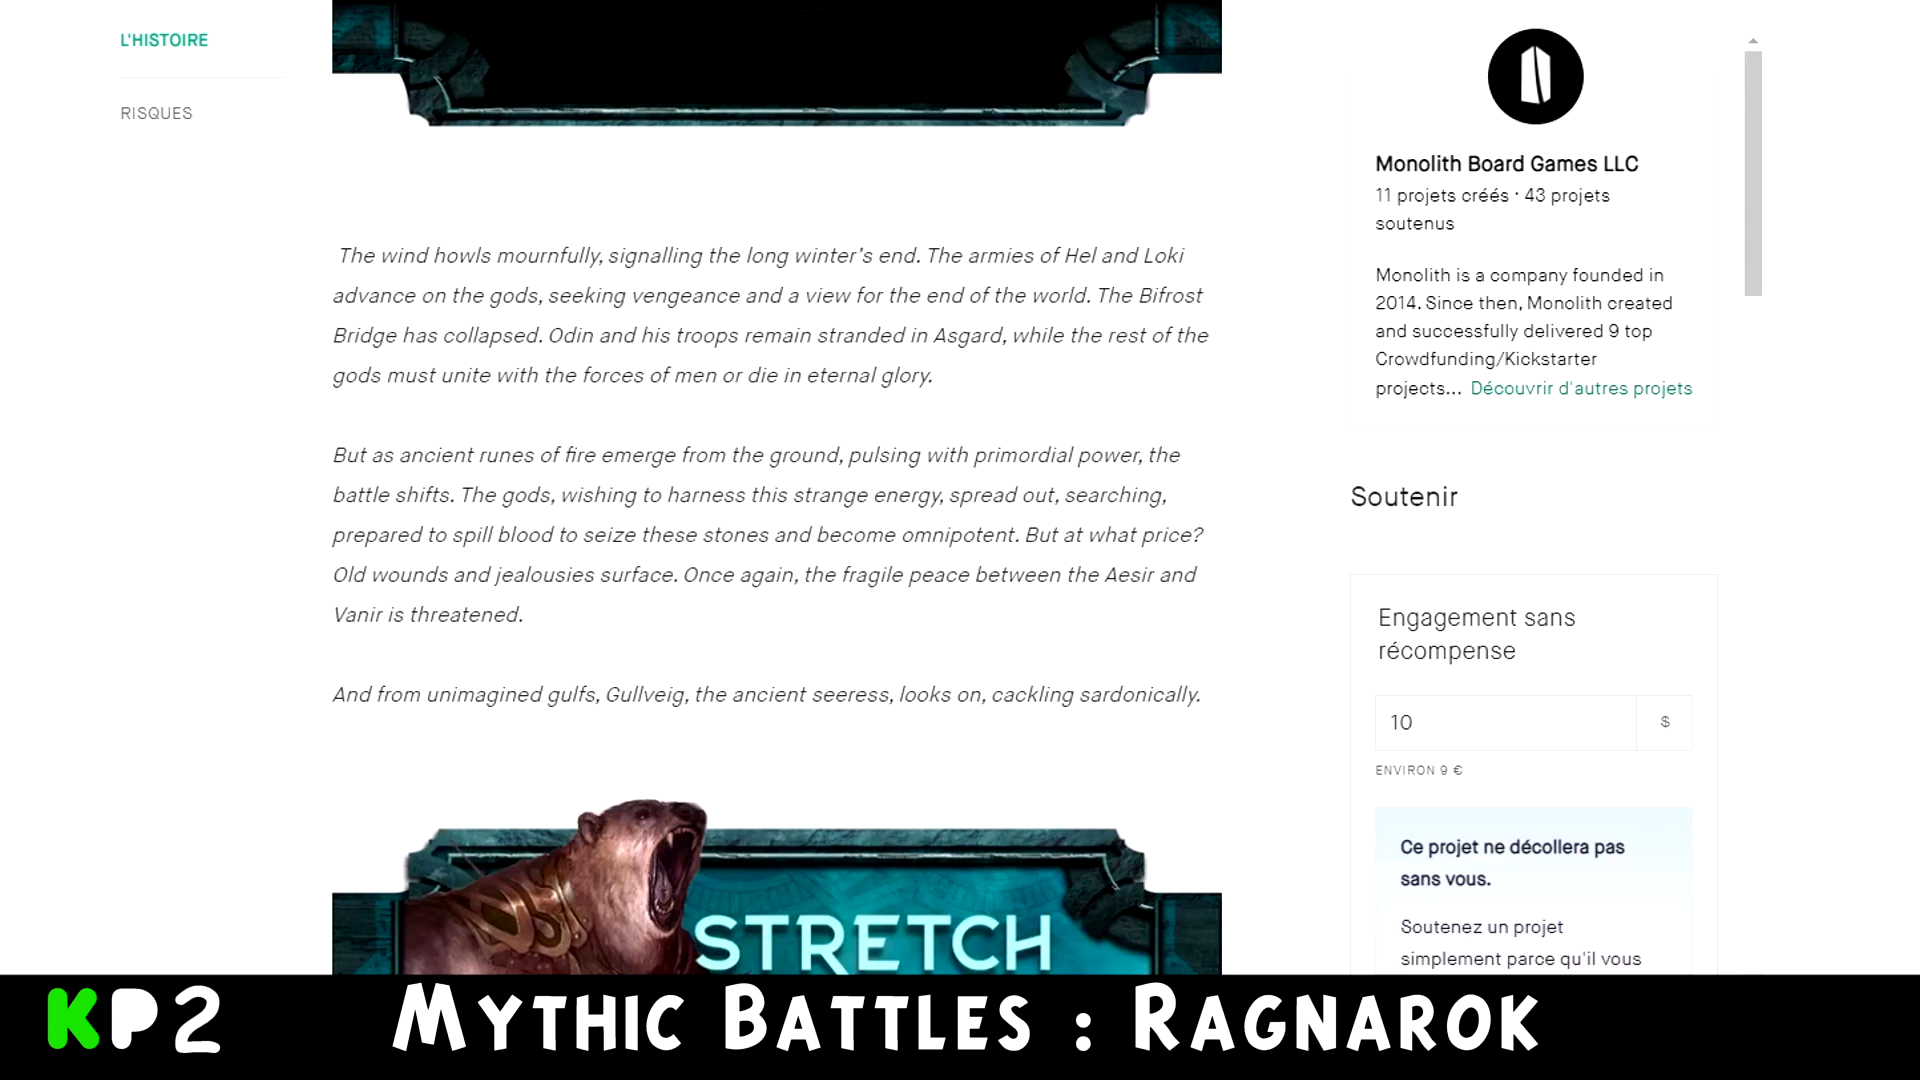 L'HISTOIRE
RISQUES
The wind howls mournfully, signalling the long winter's end. The armies of Hel and Loki
advance on the gods, seeking vengeance and a view for the end of the world. The Bifrost
Bridge has collapsed. Odin and his troops remain stranded in Asgard, while the rest of the
gods must unite with the forces of men or die in eternal glory.
But as ancient runes of fire emerge from the ground, pulsing with primordial power, the
battle shifts. The gods, wishing to harness this strange energy, spread out, searching,
prepared to spill blood to seize these stones and become omnipotent. But at what price?
Old wounds and jealousies surface. Once again, the fragile peace between the Aesir and
Vanir is threatened.
And from unimagined gulfs, Gullveig, the ancient seeress, looks on, cackling sardonically.
STRETCH
Monolith Board Games LLC
11 projets créés · 43 projets
soutenus
Monolith is a company founded in
2014. Since then, Monolith created
and successfully delivered 9 top
Crowdfunding/Kickstarter
projects... Découvrir d'autres projets
Soutenir
Engagement sans
récompense
10 $
ENVIRON 9 €
Ce projet ne décollera pas
sans vous.
Soutenez un projet
simplement parce qu'il vous
KP2 MYTHIC BATTLES : RAGNAROK